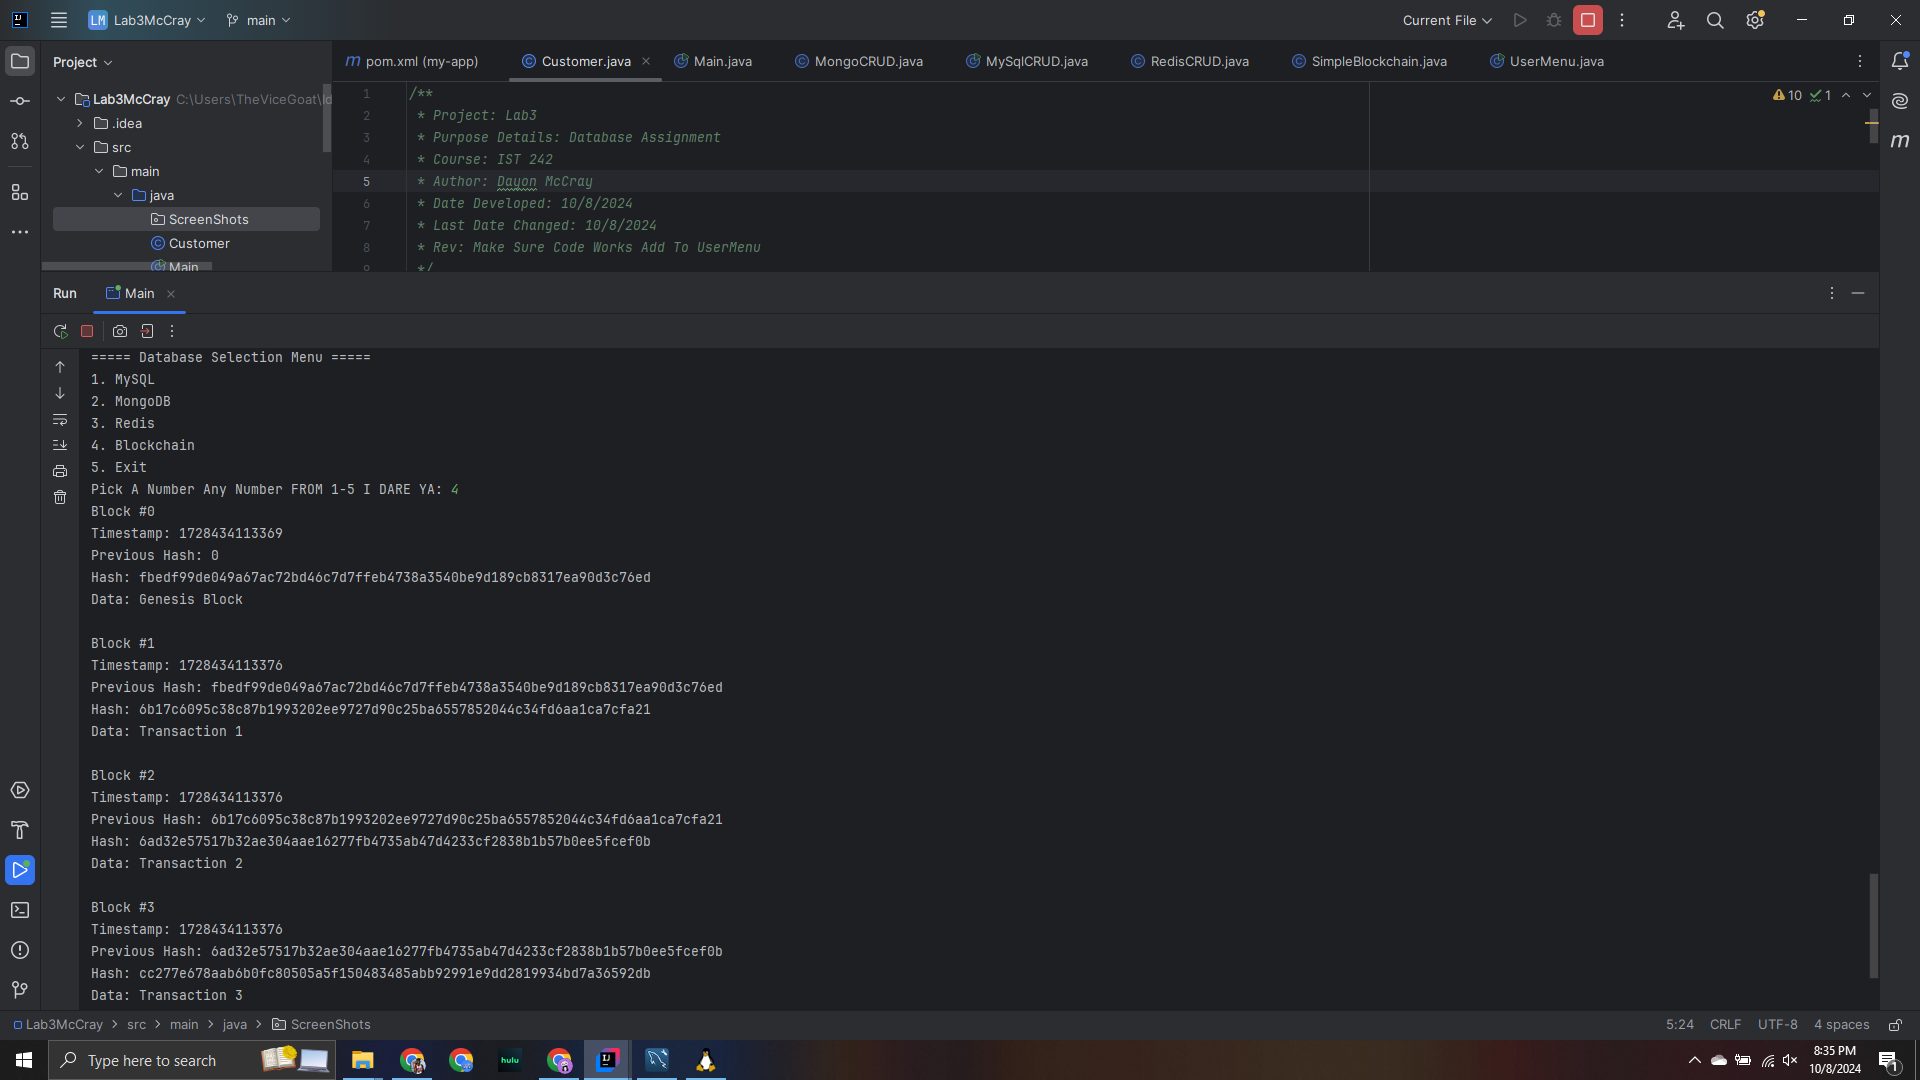 LM Lab3McCray main Current File
Project
pom.xml (my-app) Customer.java Main.java MongoCRUD.java MySqlCRUD.java RedisCRUD.java SimpleBlockchain.java UserMenu.java
Lab3McCray C:\Users\TheViceGoat\Id
.idea
src
main
java
ScreenShots
Customer
Main
10 1
1 /**
2 * Project: Lab3
3 * Purpose Details: Database Assignment
4 * Course: IST 242
5 * Author: Dayon McCray
6 * Date Developed: 10/8/2024
7 * Last Date Changed: 10/8/2024
8 * Rev: Make Sure Code Works Add To UserMenu
9 */
Run Main
===== Database Selection Menu =====
1. MySQL
2. MongoDB
3. Redis
4. Blockchain
5. Exit
Pick A Number Any Number FROM 1-5 I DARE YA: 4
Block #0
Timestamp: 1728434113369
Previous Hash: 0
Hash: fbedf99de049a67ac72bd46c7d7ffeb4738a3540be9d189cb8317ea90d3c76ed
Data: Genesis Block
Block #1
Timestamp: 1728434113376
Previous Hash: fbedf99de049a67ac72bd46c7d7ffeb4738a3540be9d189cb8317ea90d3c76ed
Hash: 6b17c6095c38c87b1993202ee9727d90c25ba6557852044c34fd6aa1ca7cfa21
Data: Transaction 1
Block #2
Timestamp: 1728434113376
Previous Hash: 6b17c6095c38c87b1993202ee9727d90c25ba6557852044c34fd6aa1ca7cfa21
Hash: 6ad32e57517b32ae304aae16277fb4735ab47d4233cf2838b1b57b0ee5fcef0b
Data: Transaction 2
Block #3
Timestamp: 1728434113376
Previous Hash: 6ad32e57517b32ae304aae16277fb4735ab47d4233cf2838b1b57b0ee5fcef0b
Hash: cc277e678aab6b0fc80505a5f150483485abb92991e9dd2819934bd7a36592db
Data: Transaction 3
Lab3McCray > src > main > java > ScreenShots 5:24 CRLF UTF-8 4 spaces
Type here to search hulu 8:35 PM
10/8/2024 1